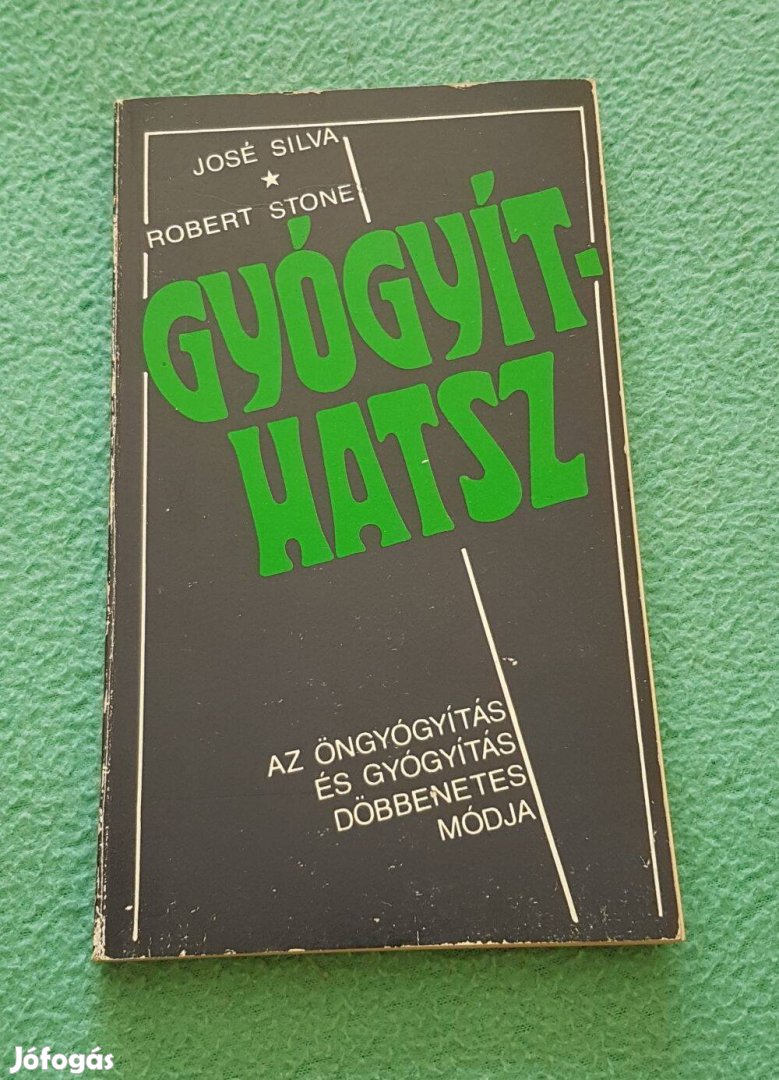 JOSÉ SILVA
★
ROBERT STONE
GYÓGYÍT-
HATSZ
AZ ÖNGYÓGYÍTÁS
ÉS GYÓGYÍTÁS
DÖBBENETES
MÓDJA
Jófogás